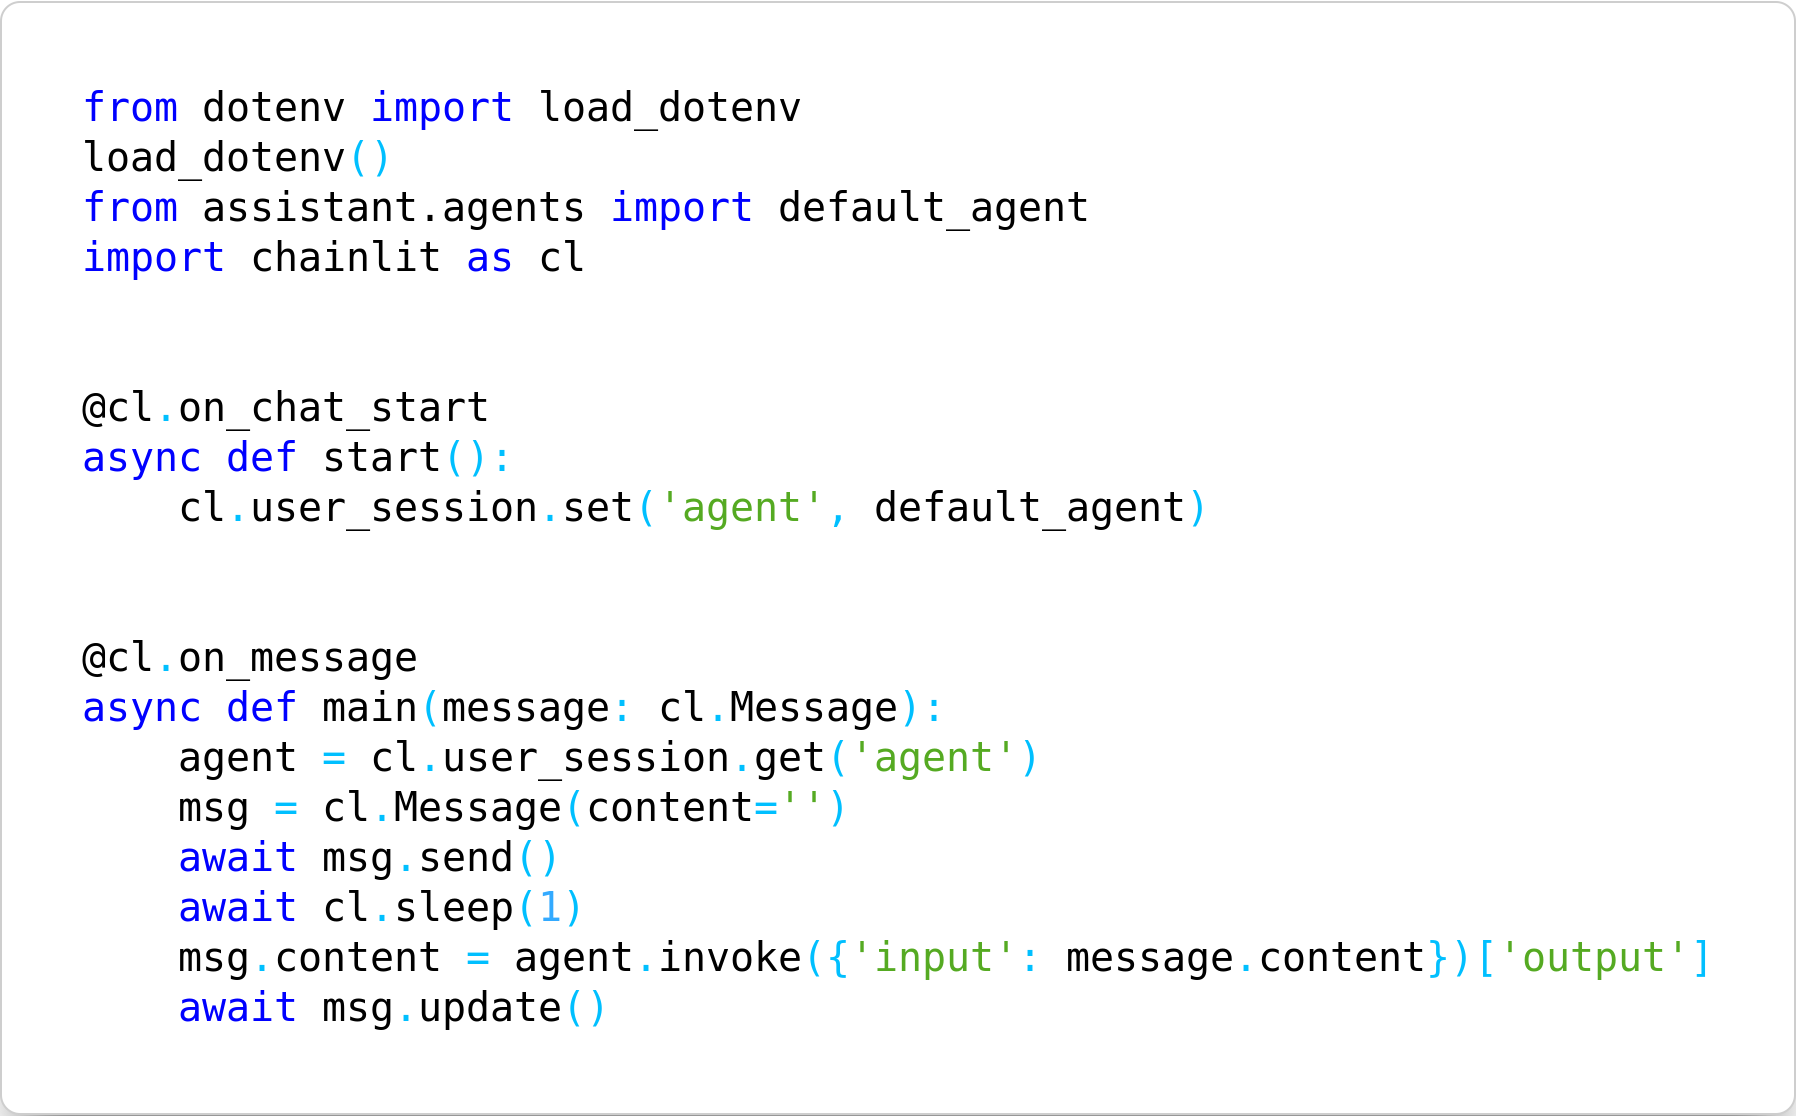 from dotenv import load_dotenv
load_dotenv()
from assistant.agents import default_agent
import chainlit as cl


@cl.on_chat_start
async def start():
    cl.user_session.set('agent', default_agent)


@cl.on_message
async def main(message: cl.Message):
    agent = cl.user_session.get('agent')
    msg = cl.Message(content='')
    await msg.send()
    await cl.sleep(1)
    msg.content = agent.invoke({'input': message.content})['output']
    await msg.update()